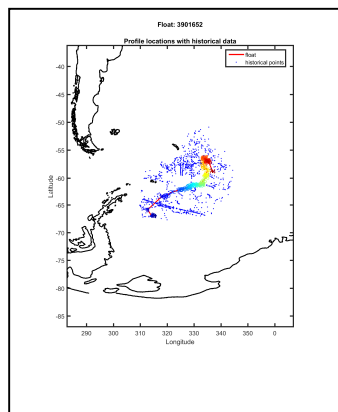 Float: 3901652
Profile locations with historical data
float
historical points
-40
-45
-50
-55
-60
-65
-70
-75
-80
-85
Latitude
290 300 310 320 330 340 350 0
Longitude